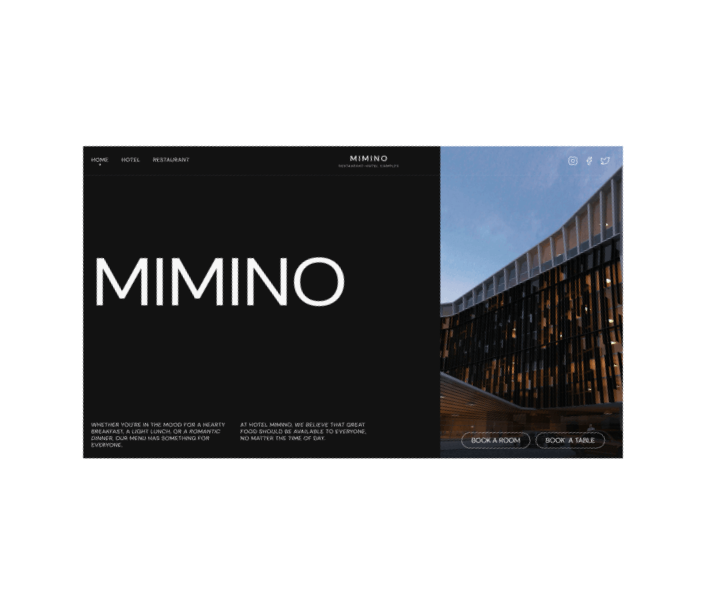 HOME HOTEL RESTAURANT
MIMINO
RESTAURANT HOTEL COMPLEX
MIMINO
WHETHER YOU'RE IN THE MOOD FOR A HEARTY
BREAKFAST, A LIGHT LUNCH, OR A ROMANTIC
DINNER, OUR MENU HAS SOMETHING FOR
EVERYONE.
AT HOTEL MIMINO, WE BELIEVE THAT GREAT
FOOD SHOULD BE AVAILABLE TO EVERYONE,
NO MATTER THE TIME OF DAY.
BOOK A ROOM
BOOK A TABLE